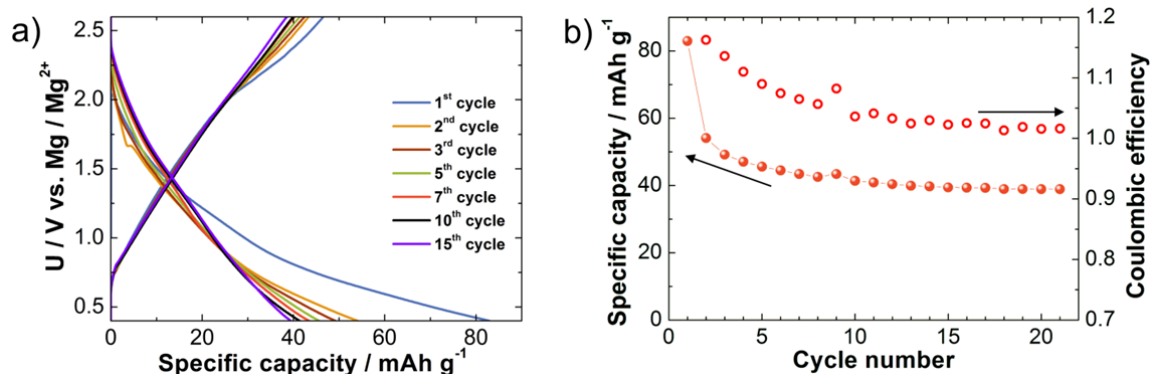 a)
U / V vs. Mg / Mg²⁺
2.5
2.0
1.5
1.0
0.5
0 20 40 60 80
Specific capacity / mAh g⁻¹
1ˢᵗ cycle
2ⁿᵈ cycle
3ʳᵈ cycle
5ᵗʰ cycle
7ᵗʰ cycle
10ᵗʰ cycle
15ᵗʰ cycle
b)
Specific capacity / mAh g⁻¹
80
60
40
20
0
0 5 10 15 20
Cycle number
1.2
1.1
1.0
0.9
0.8
0.7
Coulombic efficiency